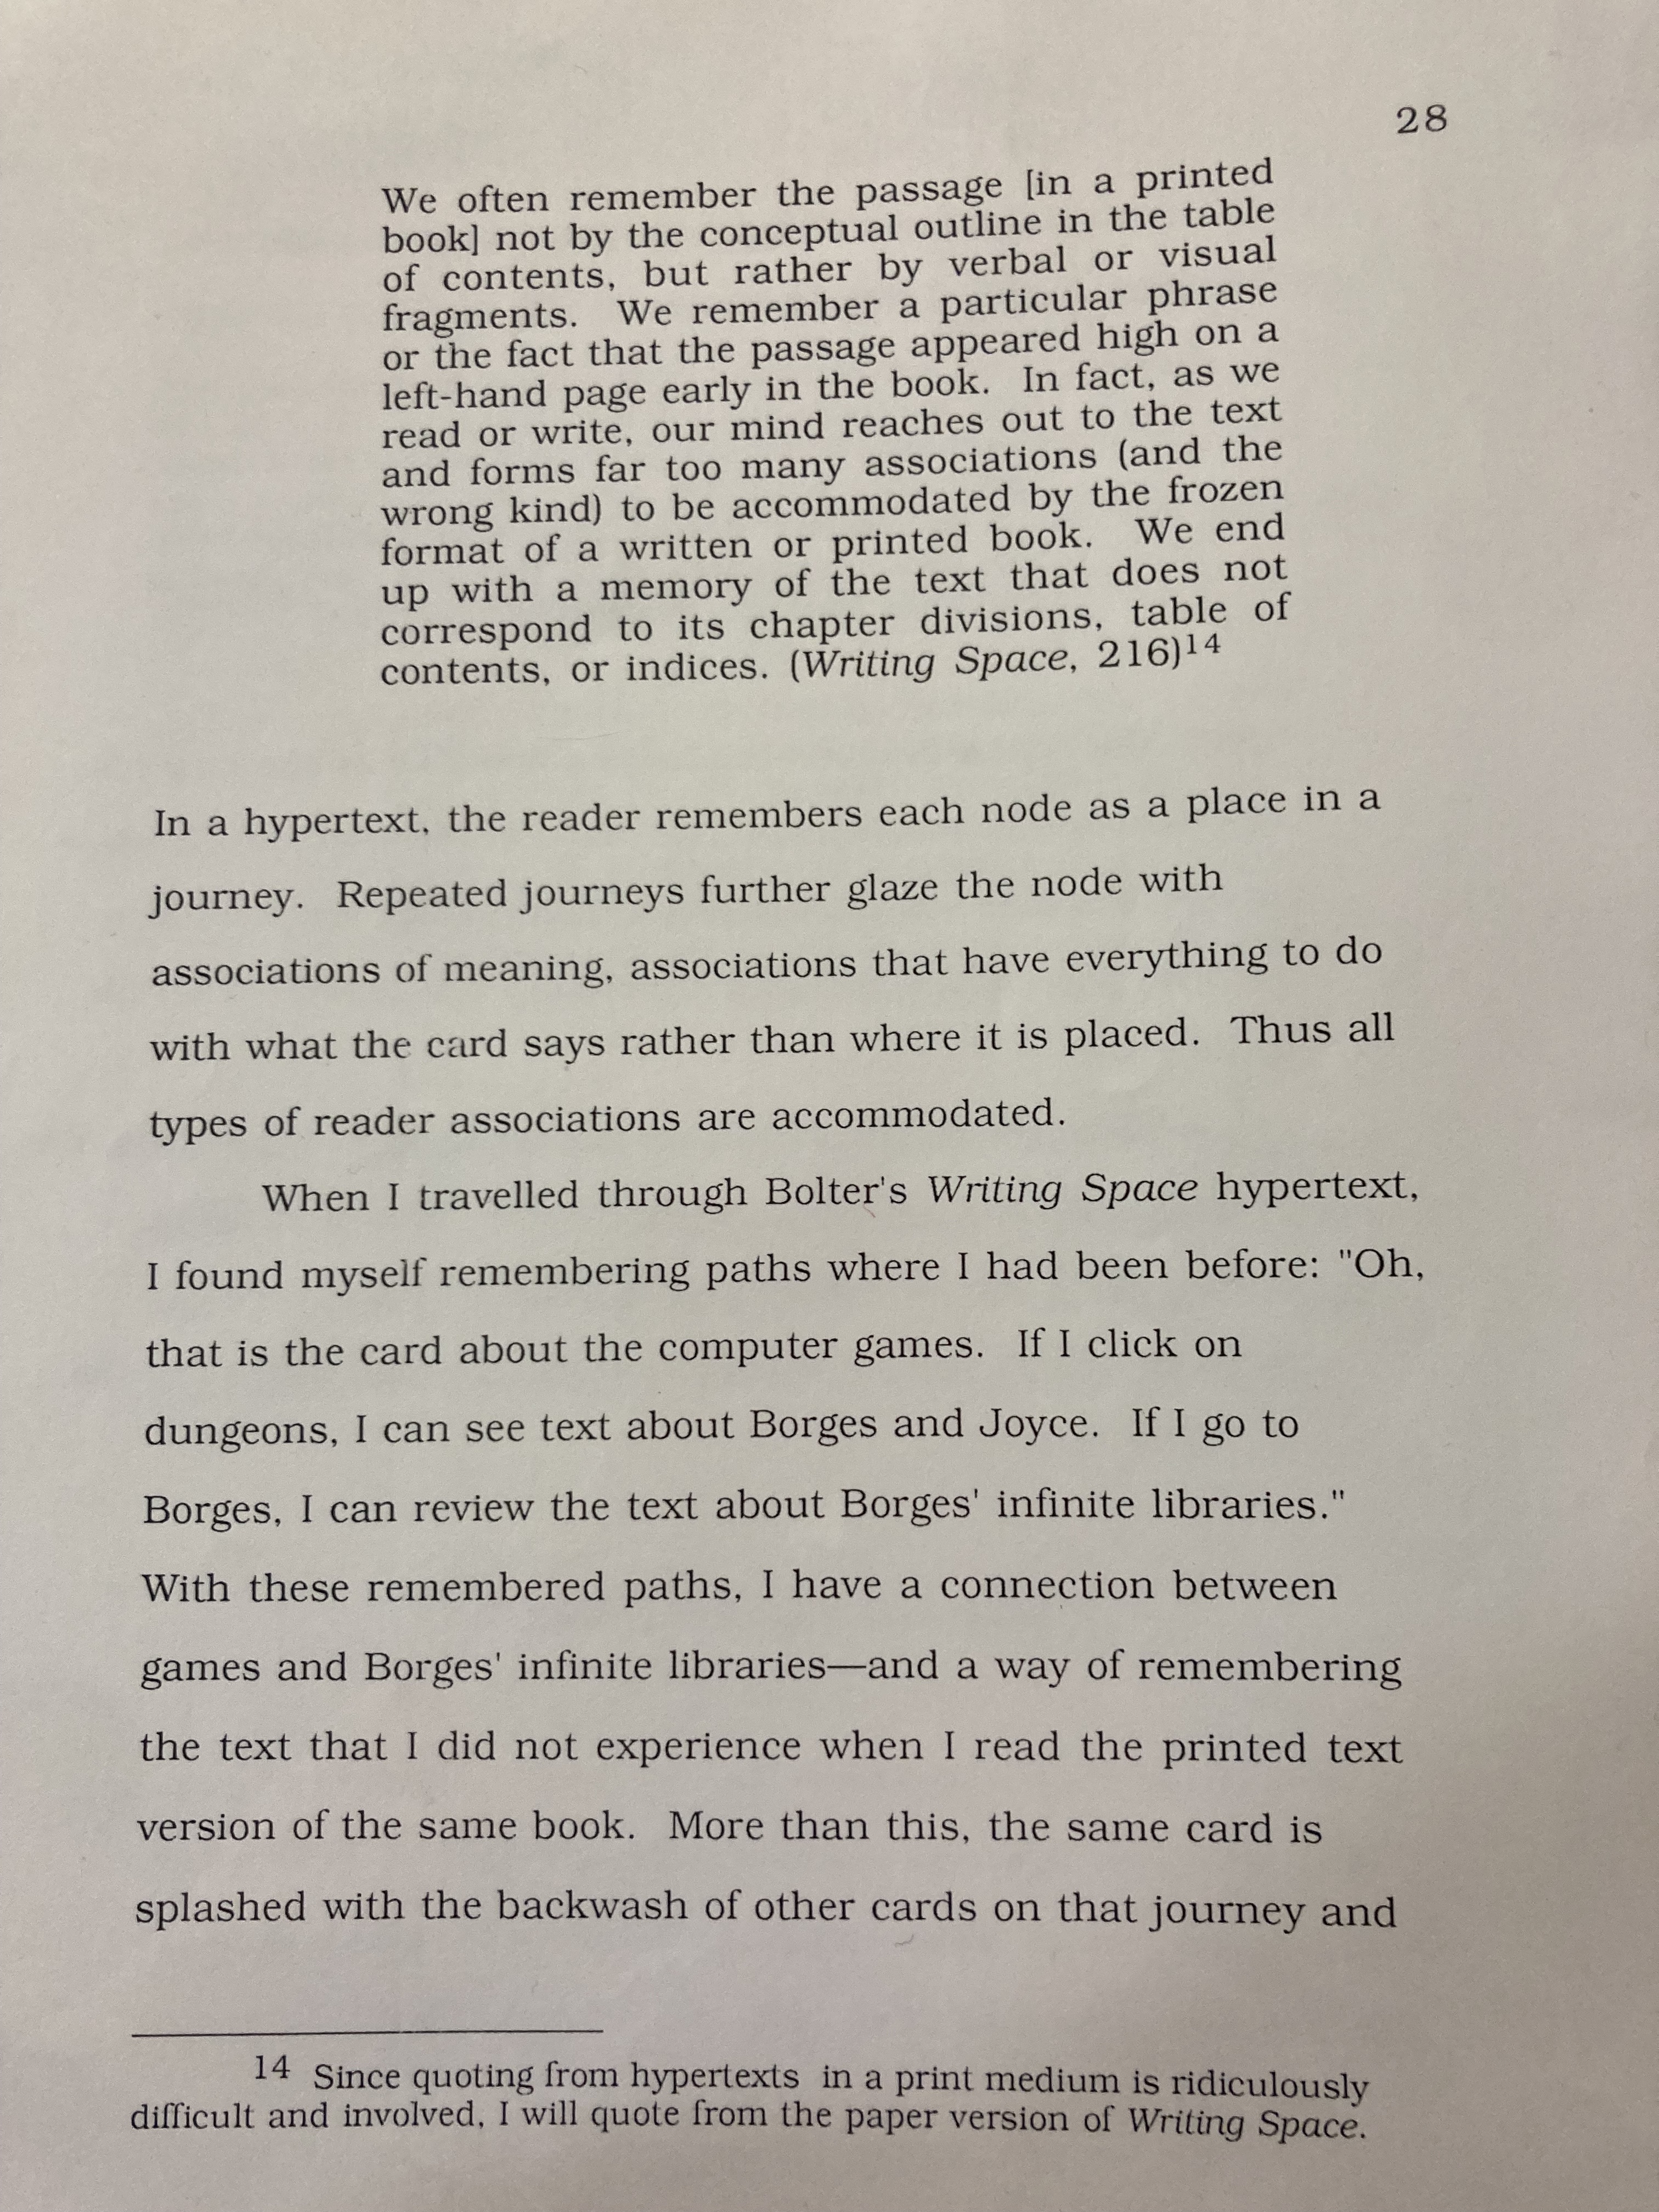 28
We often remember the passage [in a printed
book] not by the conceptual outline in the table
of contents, but rather by verbal or visual
fragments. We remember a particular phrase
or the fact that the passage appeared high on a
left-hand page early in the book. In fact, as we
read or write, our mind reaches out to the text
and forms far too many associations (and the
wrong kind) to be accommodated by the frozen
format of a written or printed book. We end
up with a memory of the text that does not
correspond to its chapter divisions, table of
contents, or indices. (Writing Space, 216)14
In a hypertext, the reader remembers each node as a place in a
journey. Repeated journeys further glaze the node with
associations of meaning, associations that have everything to do
with what the card says rather than where it is placed. Thus all
types of reader associations are accommodated.
When I travelled through Bolter's Writing Space hypertext,
I found myself remembering paths where I had been before: "Oh,
that is the card about the computer games. If I click on
dungeons, I can see text about Borges and Joyce. If I go to
Borges, I can review the text about Borges' infinite libraries."
With these remembered paths, I have a connection between
games and Borges' infinite libraries—and a way of remembering
the text that I did not experience when I read the printed text
version of the same book. More than this, the same card is
splashed with the backwash of other cards on that journey and
14 Since quoting from hypertexts in a print medium is ridiculously
difficult and involved, I will quote from the paper version of Writing Space.